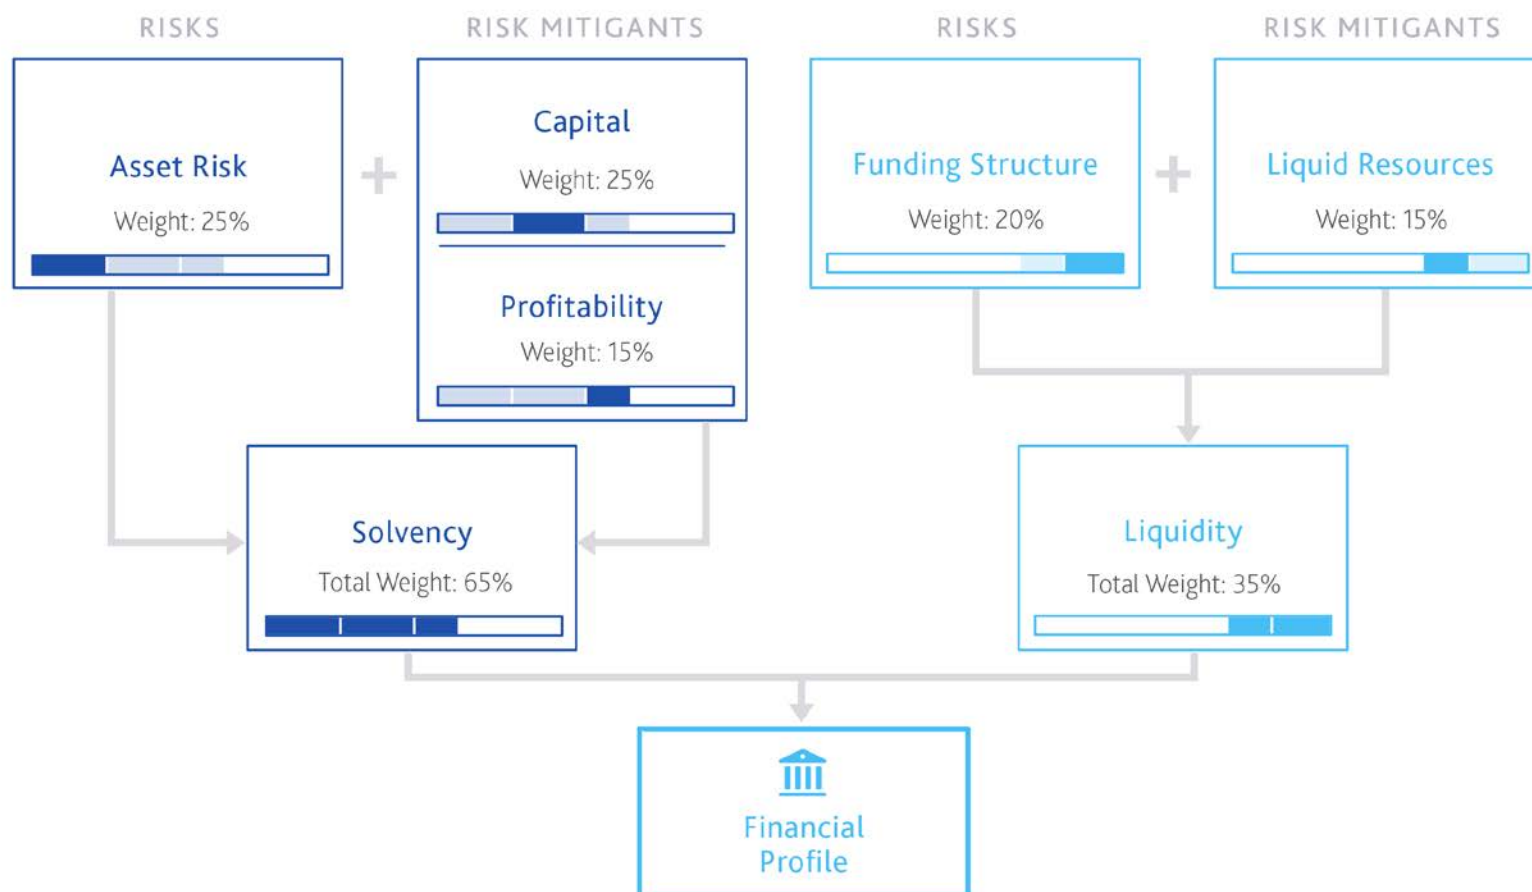 RISKS
RISK MITIGANTS
RISKS
RISK MITIGANTS
Asset Risk
Weight: 25%
Capital
Weight: 25%
Profitability
Weight: 15%
Funding Structure
Weight: 20%
Liquid Resources
Weight: 15%
Solvency
Total Weight: 65%
Liquidity
Total Weight: 35%
Financial
Profile